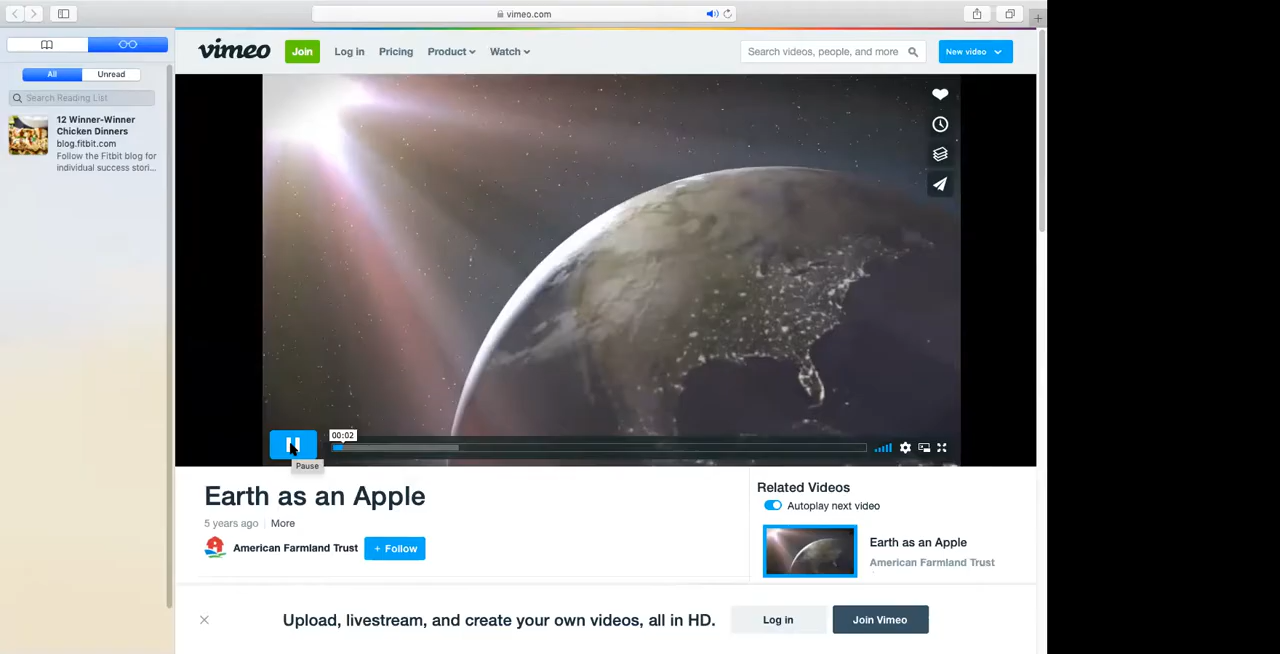 vimeo.com
All
Unread
Search Reading List
12 Winner-Winner
Chicken Dinners
blog.fitbit.com
Follow the Fitbit blog for
individual success stori...
vimeo
Join
Log in
Pricing
Product
Watch
Search videos, people, and more
New video
00:02
Pause
Earth as an Apple
5 years ago
More
American Farmland Trust
+ Follow
Related Videos
Autoplay next video
Earth as an Apple
American Farmland Trust
Upload, livestream, and create your own videos, all in HD.
Log in
Join Vimeo